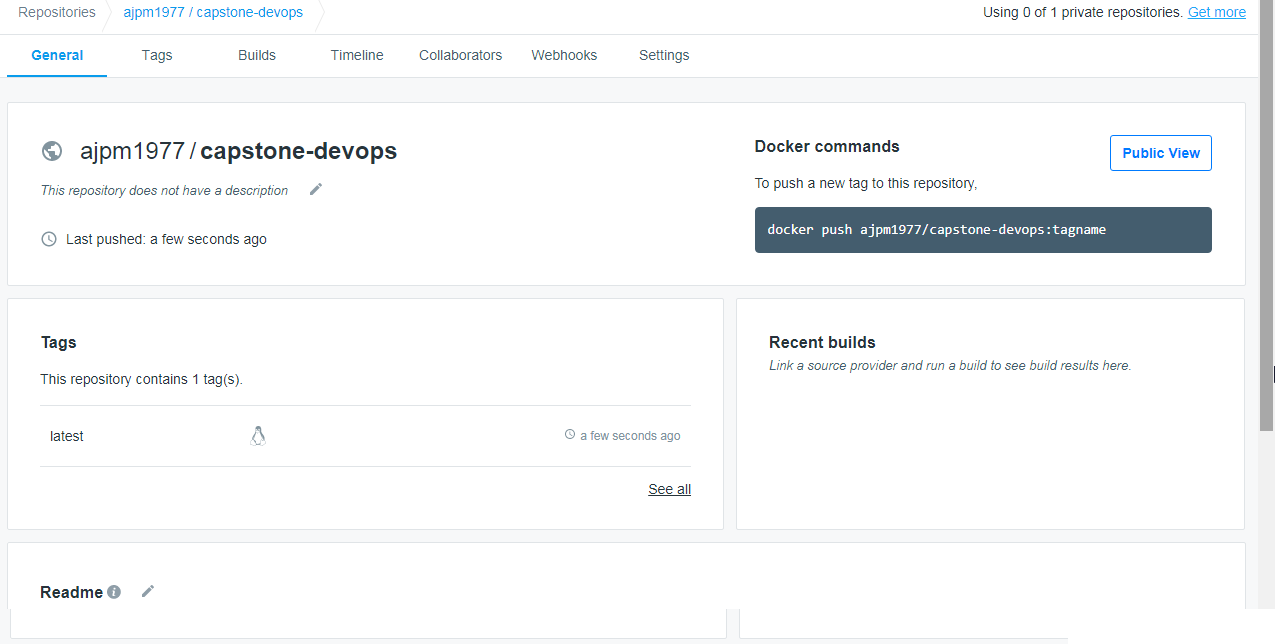 Repositories ajpm1977 / capstone-devops Using 0 of 1 private repositories. Get more
General Tags Builds Timeline Collaborators Webhooks Settings
ajpm1977 / capstone-devops
This repository does not have a description
Last pushed: a few seconds ago
Docker commands
Public View
To push a new tag to this repository,
docker push ajpm1977/capstone-devops:tagname
Tags
This repository contains 1 tag(s).
latest a few seconds ago
See all
Recent builds
Link a source provider and run a build to see build results here.
Readme